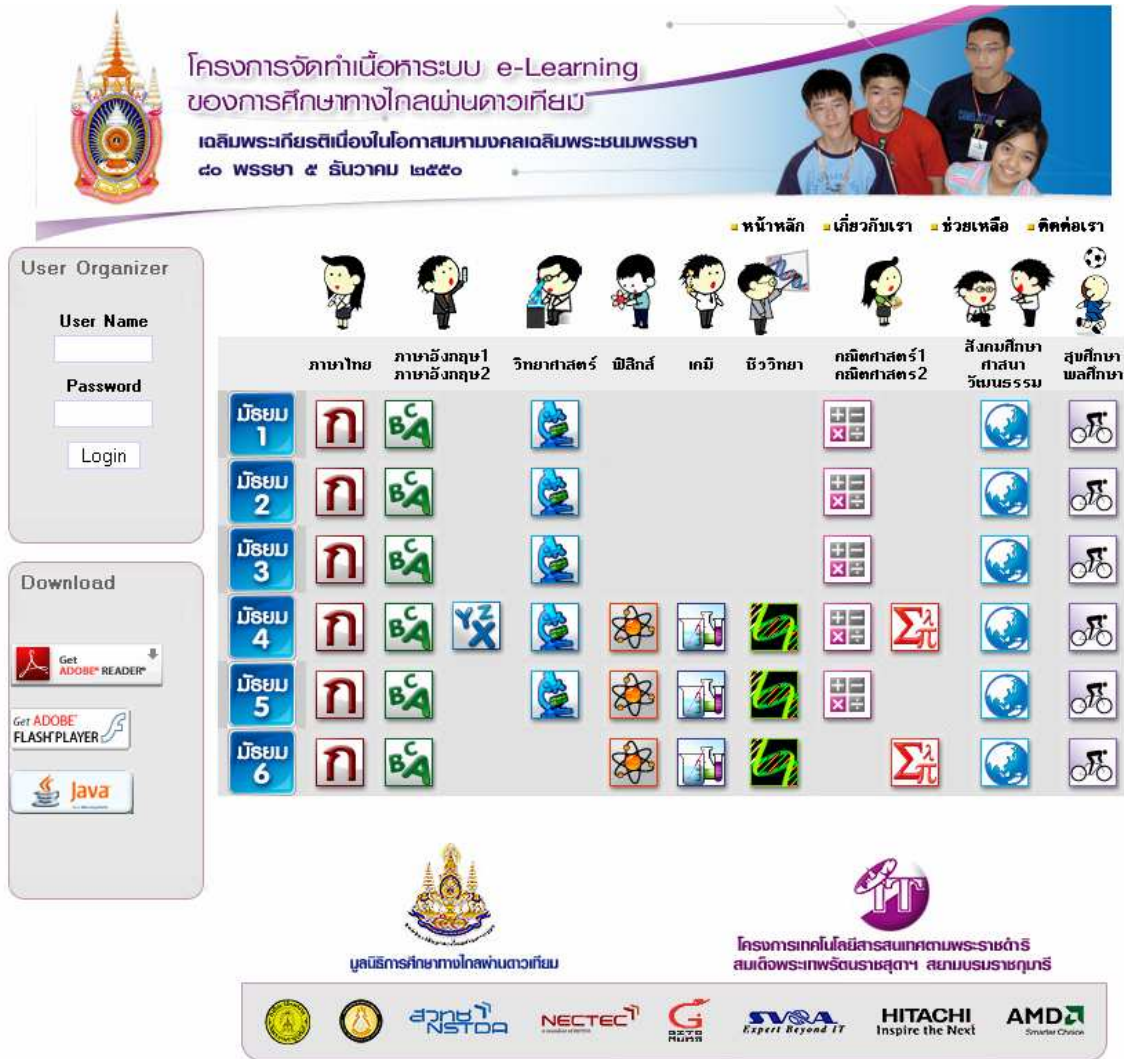 โครงการจัดทำเนื้อหาระบบ e-Learning
ของการศึกษาทางไกลผ่านดาวเทียม
เฉลิมพระเกียรติเนื่องในโอกาสมหามงคลเฉลิมพระชนมพรรษา
๘๐ พรรษา ๕ ธันวาคม ๒๕๕๐
หน้าหลัก เกี่ยวกับเรา ช่วยเหลือ ติดต่อเรา
User Organizer
User Name
Password
Login
Download
Get
ADOBE® READER®
Get ADOBE®
FLASH® PLAYER
Java
ภาษาไทย
ภาษาอังกฤษ1
ภาษาอังกฤษ2
วิทยาศาสตร์
ฟิสิกส์
เคมี
ชีววิทยา
คณิตศาสตร์1
คณิตศาสตร2
สังคมศึกษา
ศาสนา
วัฒนธรรม
สุขศึกษา
พลศึกษา
มัธยม
1
ก
B C A
+ − × ÷
มัธยม
2
ก
B C A
+ − × ÷
มัธยม
3
ก
B C A
+ − × ÷
มัธยม
4
ก
B C A
Y Z X
+ − × ÷
Σ λ π
มัธยม
5
ก
B C A
+ − × ÷
มัธยม
6
ก
B C A
Σ λ π
มูลนิธิการศึกษาทางไกลผ่านดาวเทียม
IT
โครงการเทคโนโลยีสารสนเทศตามพระราชดำริ
สมเด็จพระเทพรัตนราชสุดาฯ สยามบรมราชกุมารี
สวทช
NSTDA
NECTEC
SVOA
Expert Beyond IT
HITACHI
Inspire the Next
AMD
Smarter Choice